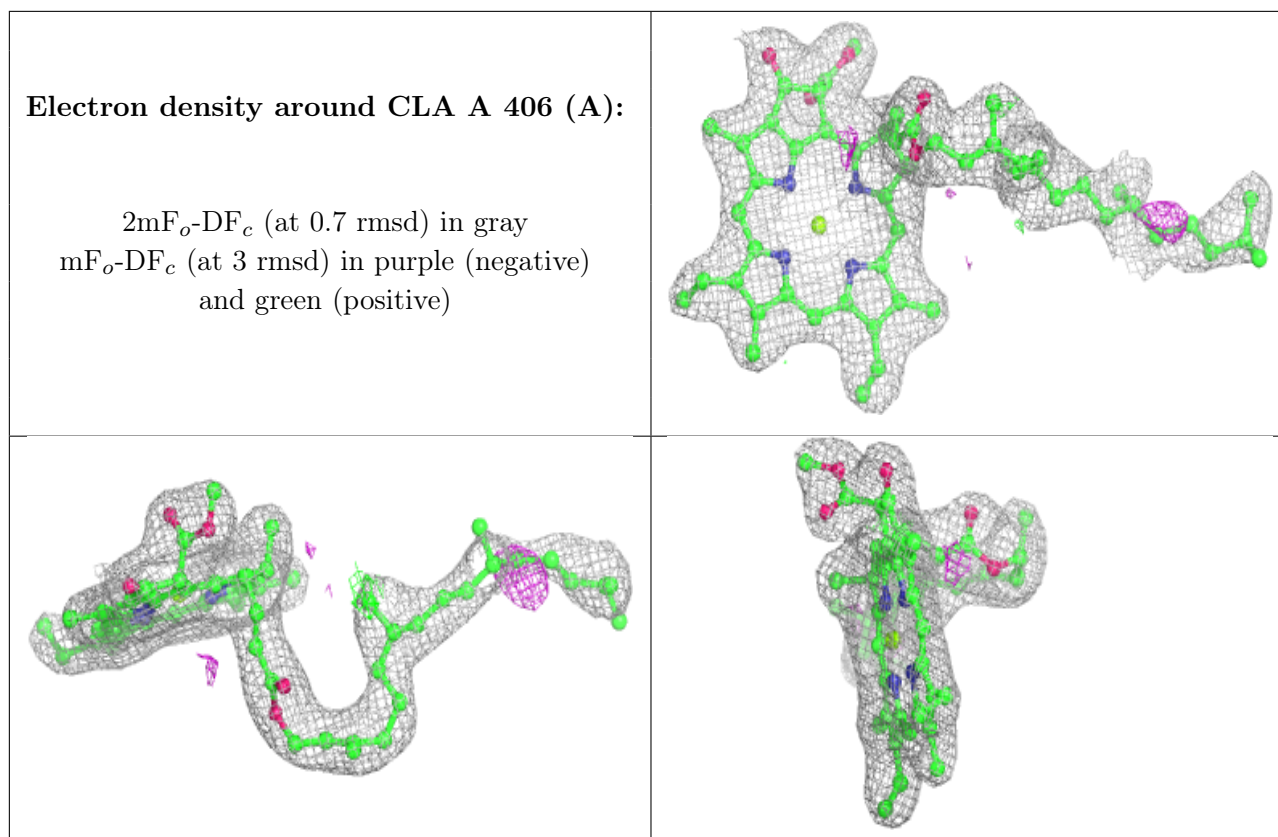 Electron density around CLA A 406 (A):
2mFₒ-DF𝒸 (at 0.7 rmsd) in gray
mFₒ-DF𝒸 (at 3 rmsd) in purple (negative)
and green (positive)